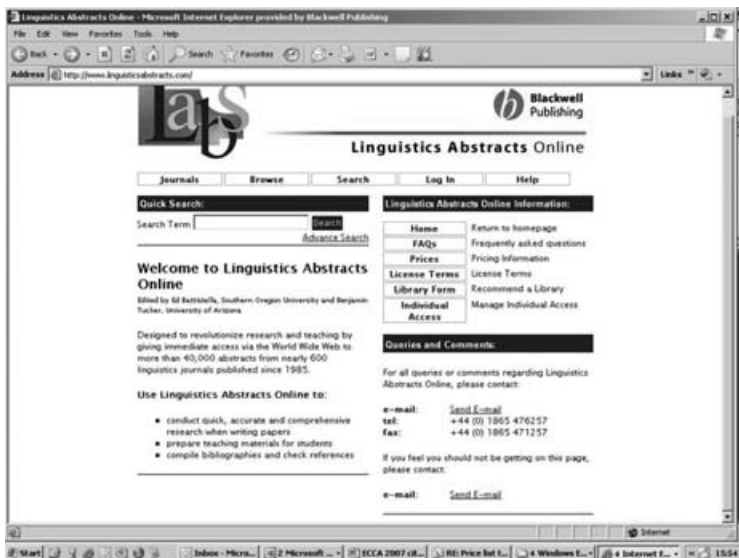 Linguistics Abstracts Online - Microsoft Internet Explorer provided by Blackwell Publishing
File Edit View Favorites Tools Help
Back Search Favorites
Address http://www.linguisticsabstracts.com/ Links
Labs
Blackwell
Publishing
Linguistics Abstracts Online
Journals Browse Search Log In Help
Quick Search:
Search Term Search
Advance Search
Welcome to Linguistics Abstracts
Online
Edited by Ed Battistella, Southern Oregon University and Benjamin
Tucker, University of Arizona
Designed to revolutionize research and teaching by
giving immediate access via the World Wide Web to
more than 40,000 abstracts from nearly 600
linguistics journals published since 1985.
Use Linguistics Abstracts Online to:
conduct quick, accurate and comprehensive
research when writing papers
prepare teaching materials for students
compile bibliographies and check references
Linguistics Abstracts Online Information:
Home Return to homepage
FAQs Frequently asked questions
Prices Pricing Information
License Terms License Terms
Library Form Recommend a Library
Individual
Access Manage Individual Access
Queries and Comments:
For all queries or comments regarding Linguistics
Abstracts Online, please contact:
e-mail: Send E-mail
tel: +44 (0) 1865 476257
fax: +44 (0) 1865 471257
If you feel you should not be getting on this page,
please contact:
e-mail: Send E-mail
Internet
Start Inbox - Micro... 2 Microsoft ... ECCA 2007 cit... RE: Price list t... 4 Windows E... 4 Internet E... 15:54